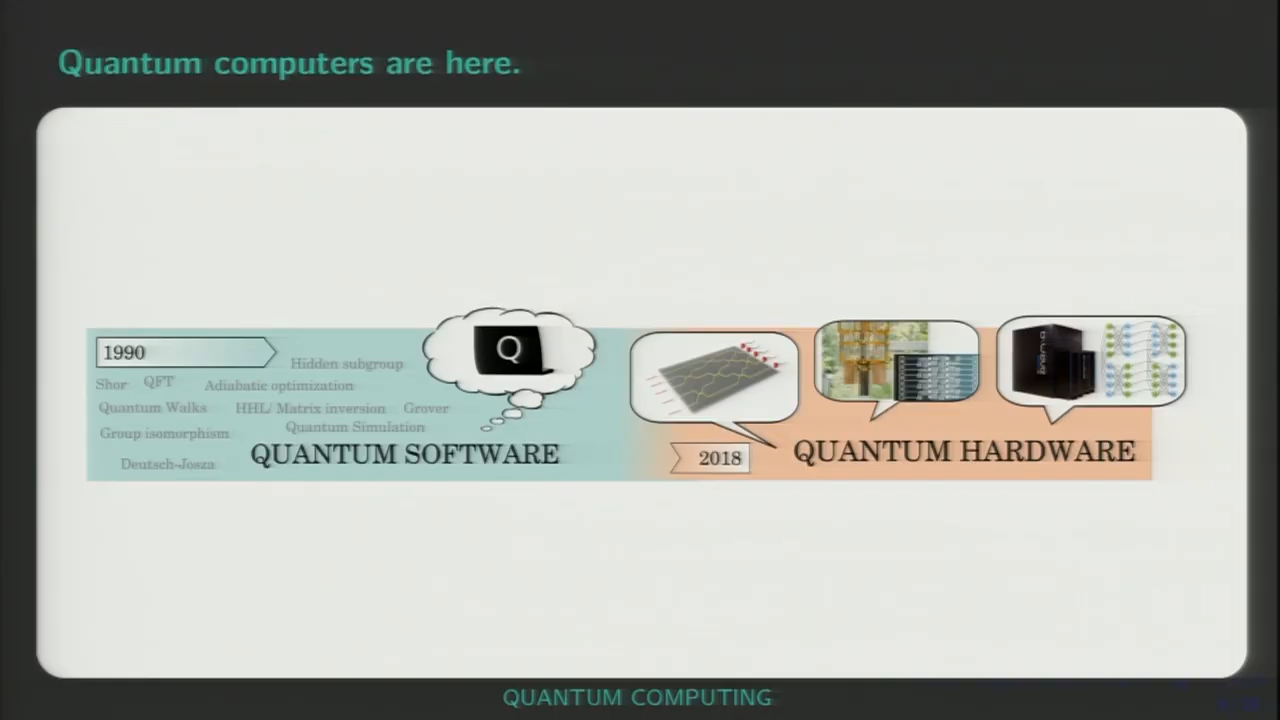 Quantum computers are here.
1990
Hidden subgroup
Shor QFT Adiabatic optimization
Quantum Walks HHL/ Matrix inversion Grover
Group isomorphism Quantum Simulation
Deutsch-Josza
QUANTUM SOFTWARE
Q
2018
QUANTUM HARDWARE
QUANTUM COMPUTING